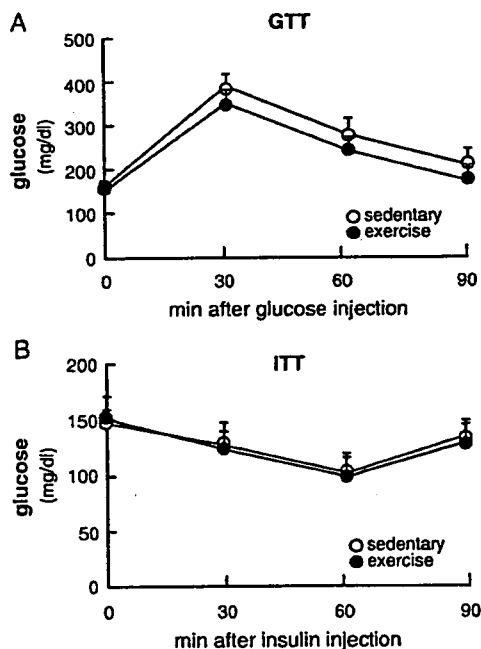 A
GTT
500
400
300
200
100
0
glucose
(mg/dl)
sedentary
exercise
0 30 60 90
min after glucose injection
B
ITT
200
150
100
50
0
glucose
(mg/dl)
sedentary
exercise
0 30 60 90
min after insulin injection